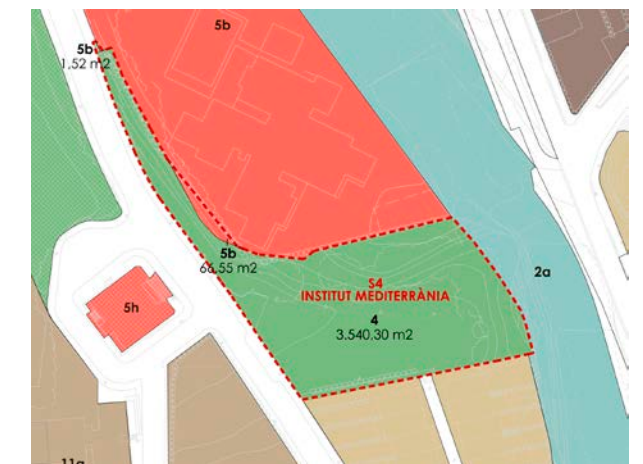 5b
5b
1,52 m2
5b
66,55 m2
2a
S4
INSTITUT MEDITERRÀNIA
5h
4
3.540,30 m2
11a